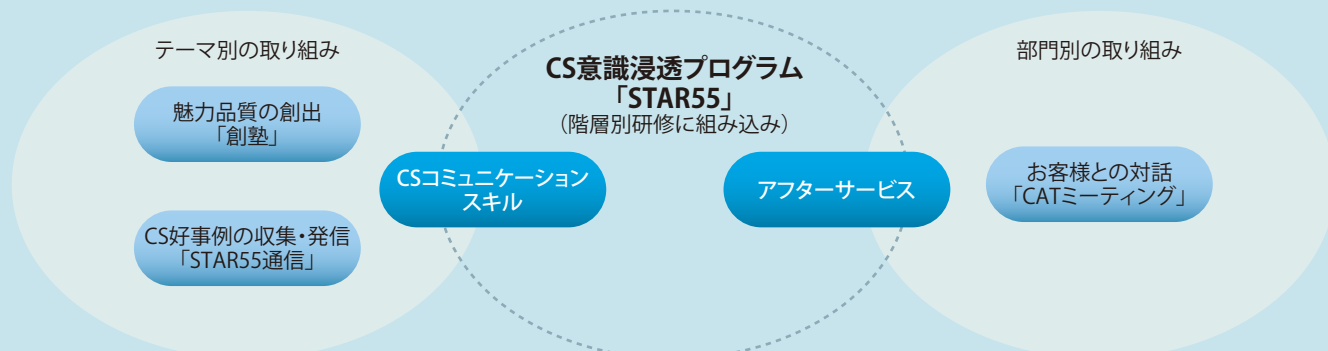 テーマ別の取り組み
魅力品質の創出
「創塾」
CS好事例の収集・発信
「STAR55通信」
CS意識浸透プログラム
「STAR55」
（階層別研修に組み込み）
CSコミュニケーション
スキル
アフターサービス
部門別の取り組み
お客様との対話
「CATミーティング」